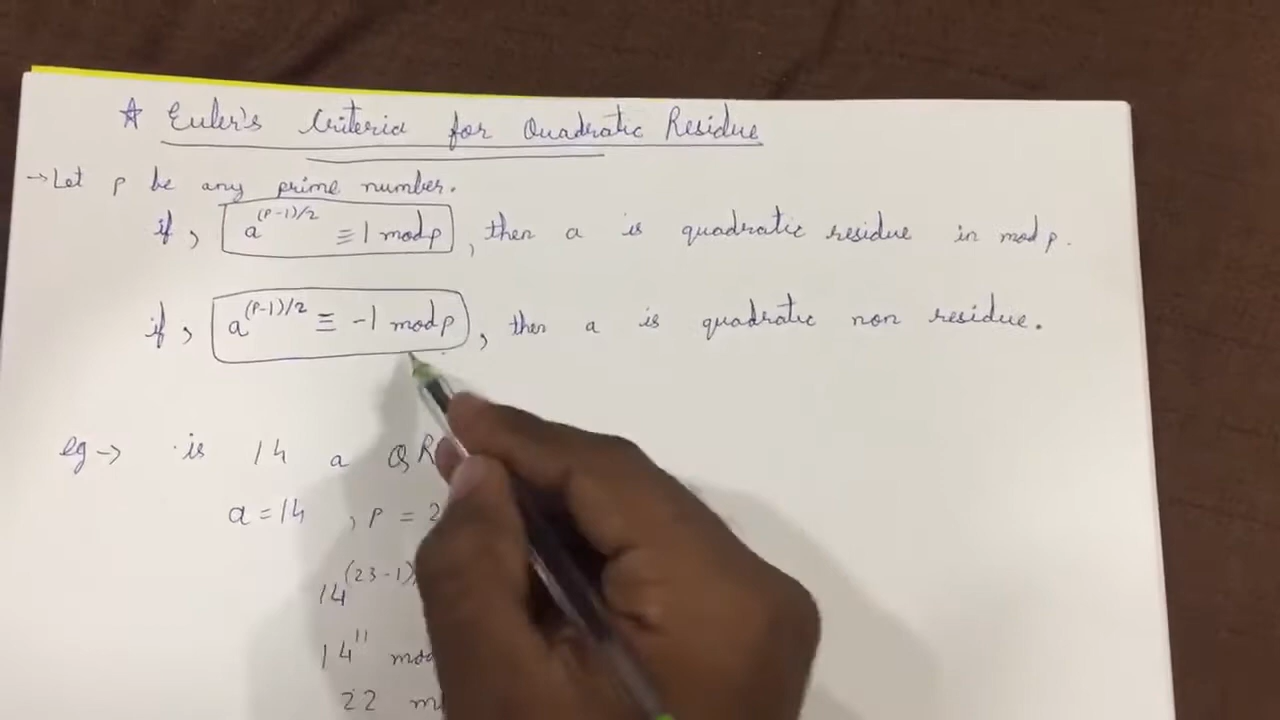 ☆ Euler's Criteria for Quadratic Residue
→ Let p be any prime number.
if, a^(P-1)/2 ≡ 1 mod p, then a is quadratic residue in mod p.
if, a^(P-1)/2 ≡ -1 mod p, then a is quadratic non residue.
eg → is 14 a QR
a = 14, p = 2
14^(23-1)
14^11 mod
22 m